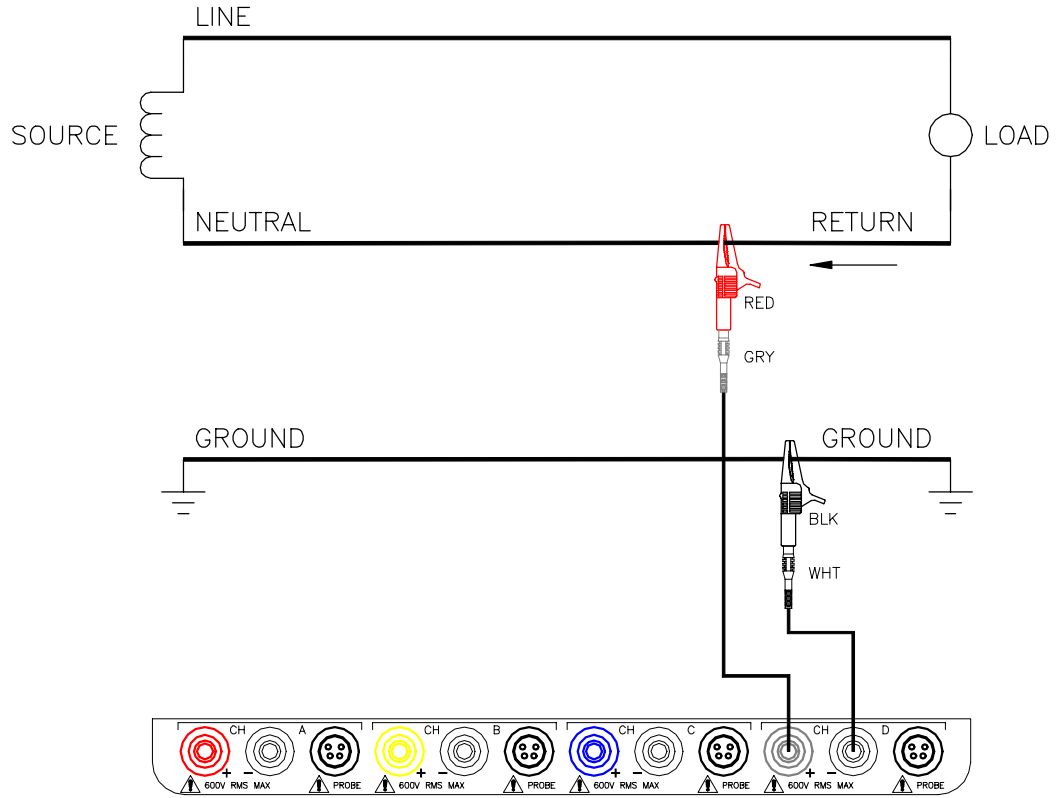 LINE
SOURCE
LOAD
NEUTRAL
RETURN
RED
GRY
GROUND
GROUND
BLK
WHT
CH A
CH B
CH C
CH D
+ −
+ −
+ −
+ −
! 600V RMS MAX
! PROBE
! 600V RMS MAX
! PROBE
! 600V RMS MAX
! PROBE
! 600V RMS MAX
! PROBE